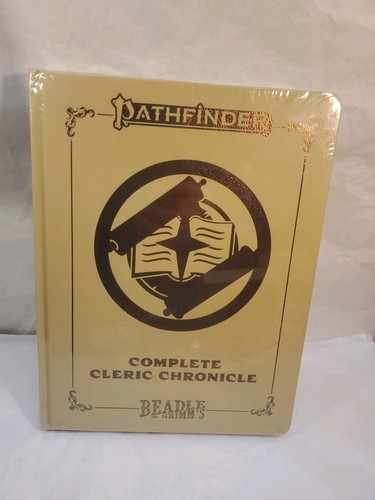 PATHFINDER
COMPLETE
CLERIC CHRONICLE
BEADLE
& GRIMM'S